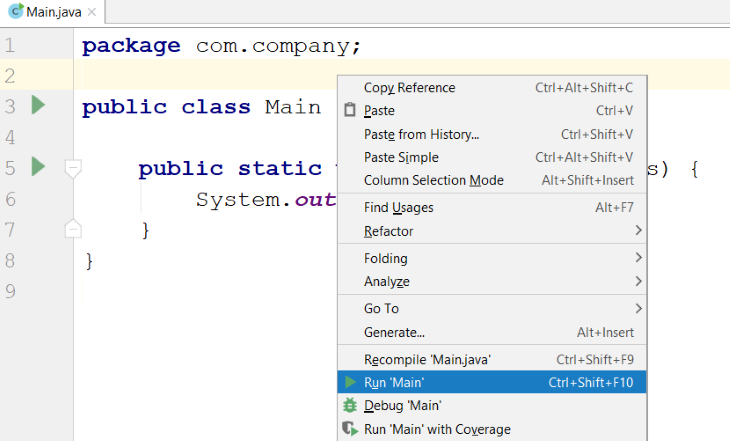 Main.java
1 package com.company;
2
3 public class Main
4
5 public static s) {
6 System.out
7 }
8 }
9
Copy Reference Ctrl+Alt+Shift+C
Paste Ctrl+V
Paste from History... Ctrl+Shift+V
Paste Simple Ctrl+Alt+Shift+V
Column Selection Mode Alt+Shift+Insert
Find Usages Alt+F7
Refactor
Folding
Analyze
Go To
Generate... Alt+Insert
Recompile 'Main.java' Ctrl+Shift+F9
Run 'Main' Ctrl+Shift+F10
Debug 'Main'
Run 'Main' with Coverage